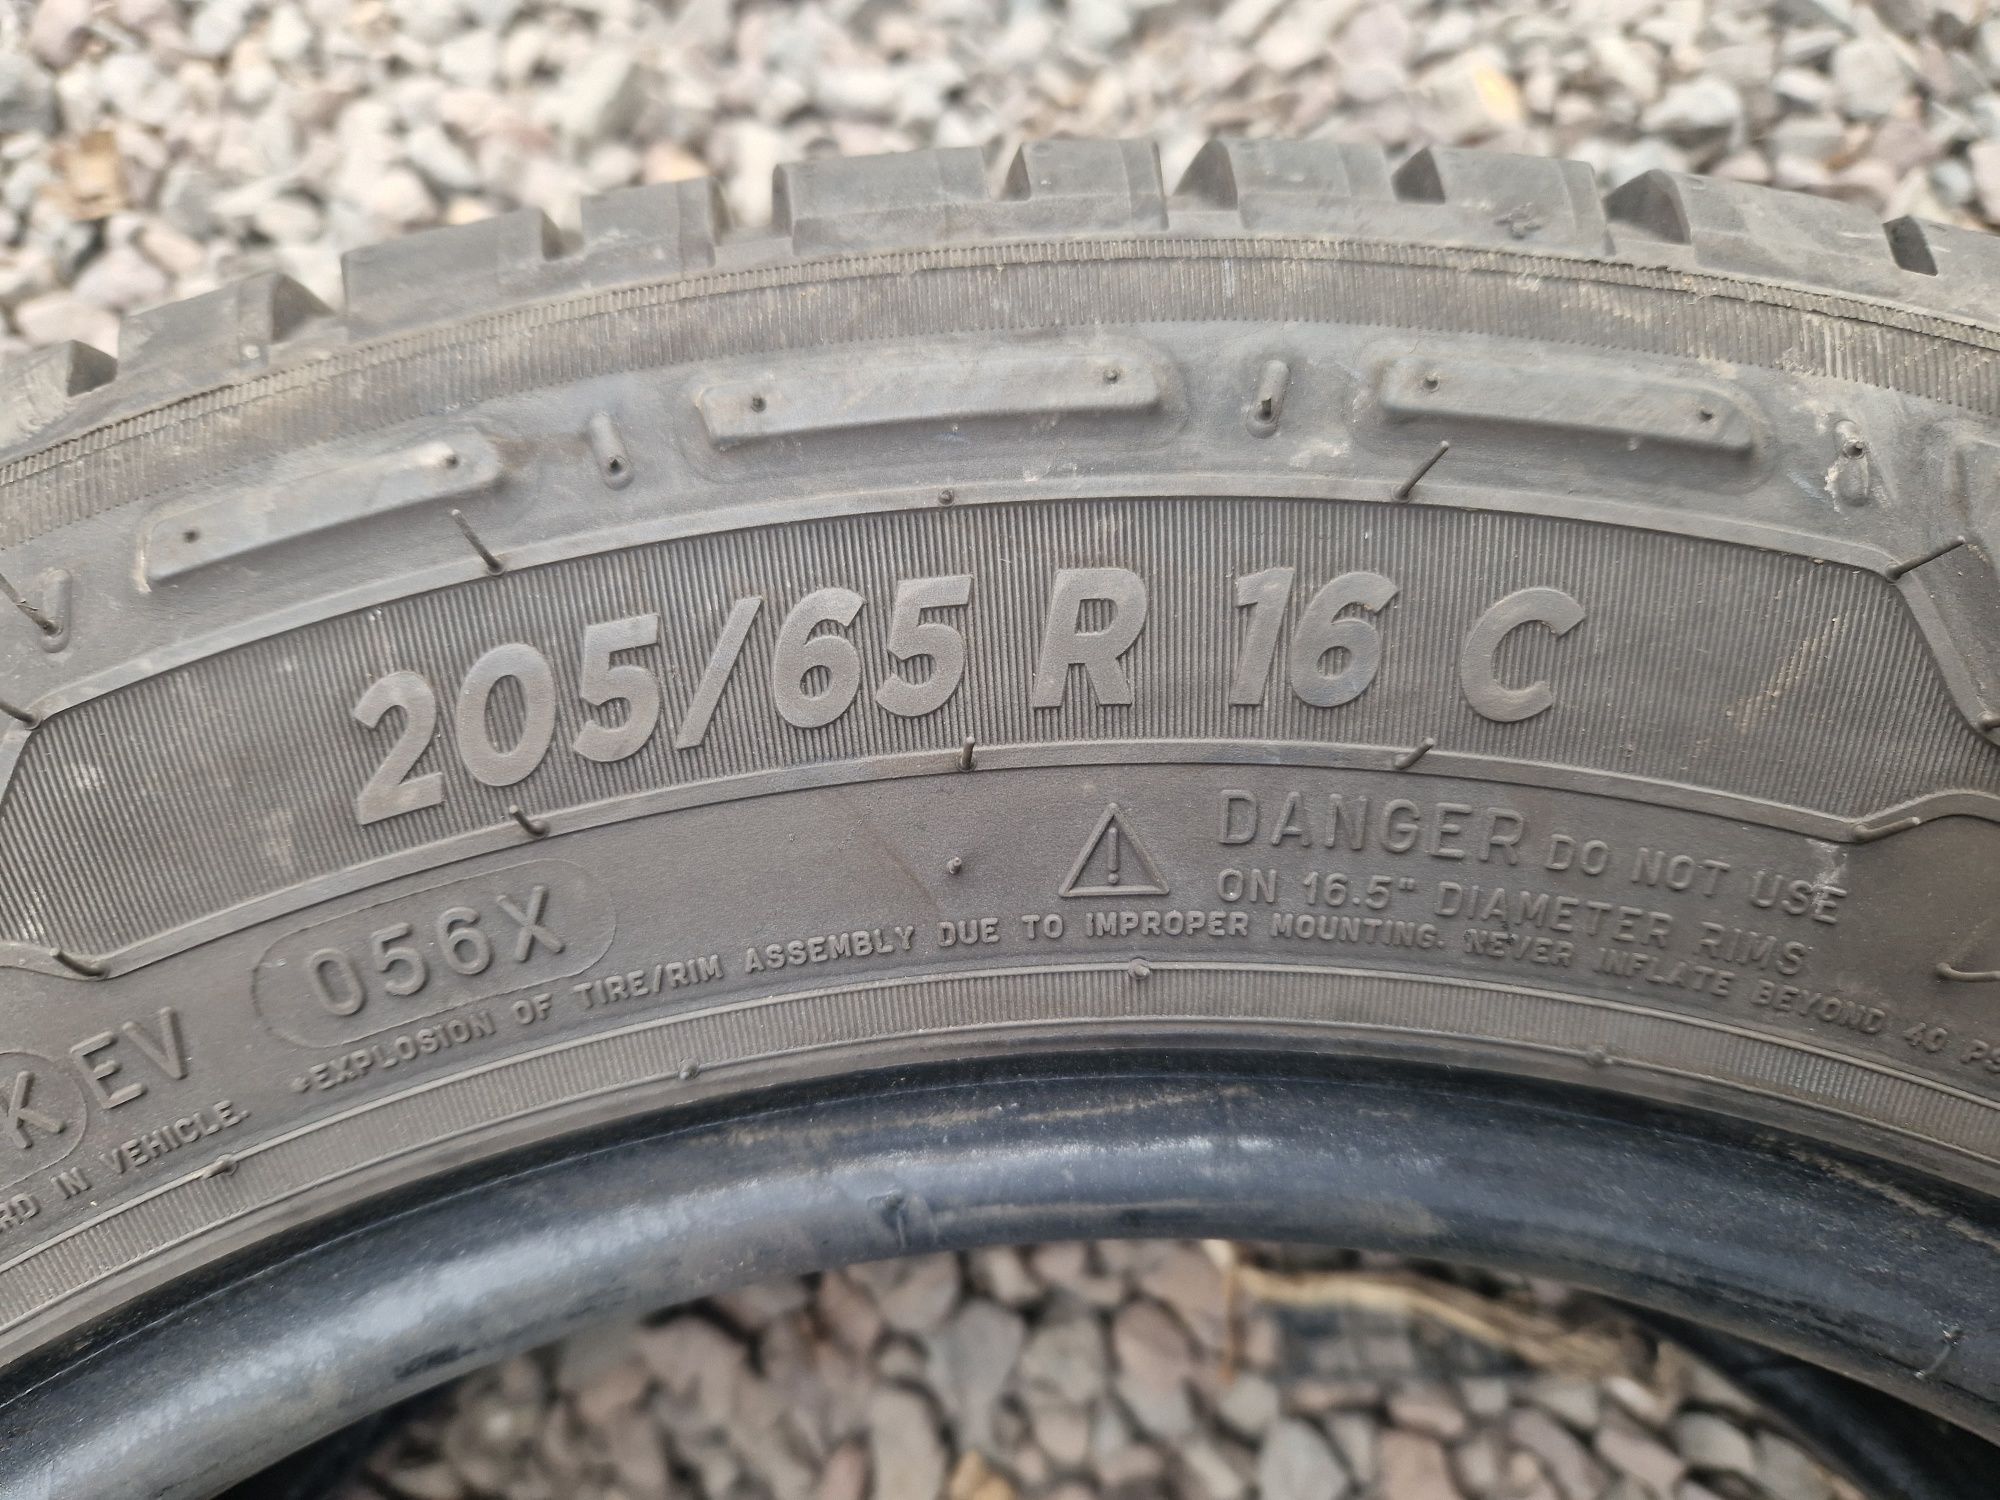 205/65 R 16 C
DANGER DO NOT USE
ON 16.5" DIAMETER RIMS
056X
K EV
*EXPLOSION OF TIRE/RIM ASSEMBLY DUE TO IMPROPER MOUNTING. NEVER INFLATE BEYOND 40
IN VEHICLE.